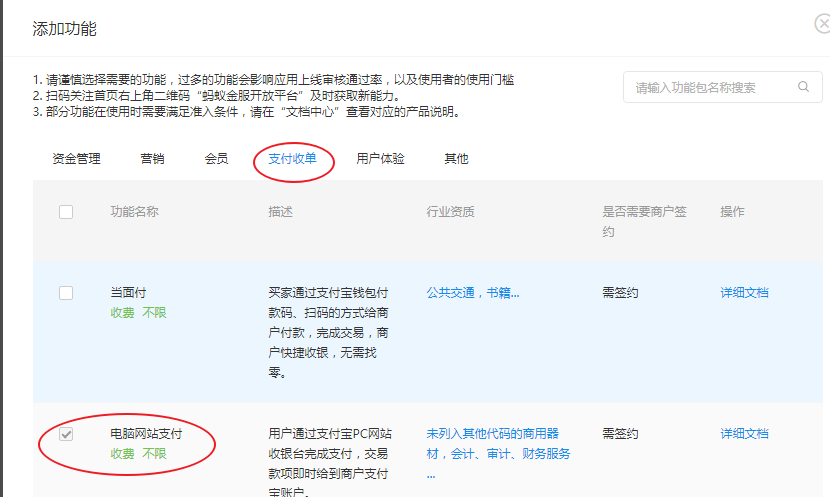 添加功能
1. 请谨慎选择需要的功能，过多的功能会影响应用上线审核通过率，以及使用者的使用门槛
2. 扫码关注首页右上角二维码“蚂蚁金服开放平台”及时获取新能力。
3. 部分功能在使用时需要满足准入条件，请在“文档中心”查看对应的产品说明。
请输入功能包名称搜索
资金管理 营销 会员 支付收单 用户体验 其他
功能名称 描述 行业资质 是否需要商户签约 操作
当面付
收费 不限
买家通过支付宝钱包付
款码、扫码的方式给商
户付款，完成交易，商
户快捷收银，无需找
零。
公共交通，书籍...
需签约
详细文档
电脑网站支付
收费 不限
用户通过支付宝PC网站
收银台完成支付，交易
款项即时给到商户支付
宝账户。
未列入其他代码的商用器
材，会计、审计、财务服务
...
需签约
详细文档